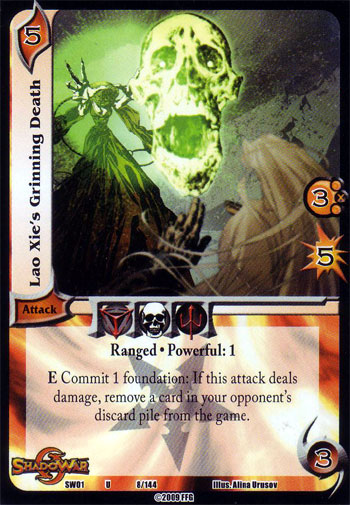 5
Lao Xie's Grinning Death
3
5
Attack
Ranged • Powerful: 1
E Commit 1 foundation: If this attack deals
damage, remove a card in your opponent's
discard pile from the game.
SHADOWAR
3
SW01 U 8/144 Illus. Alina Urusov
©2009 FFG